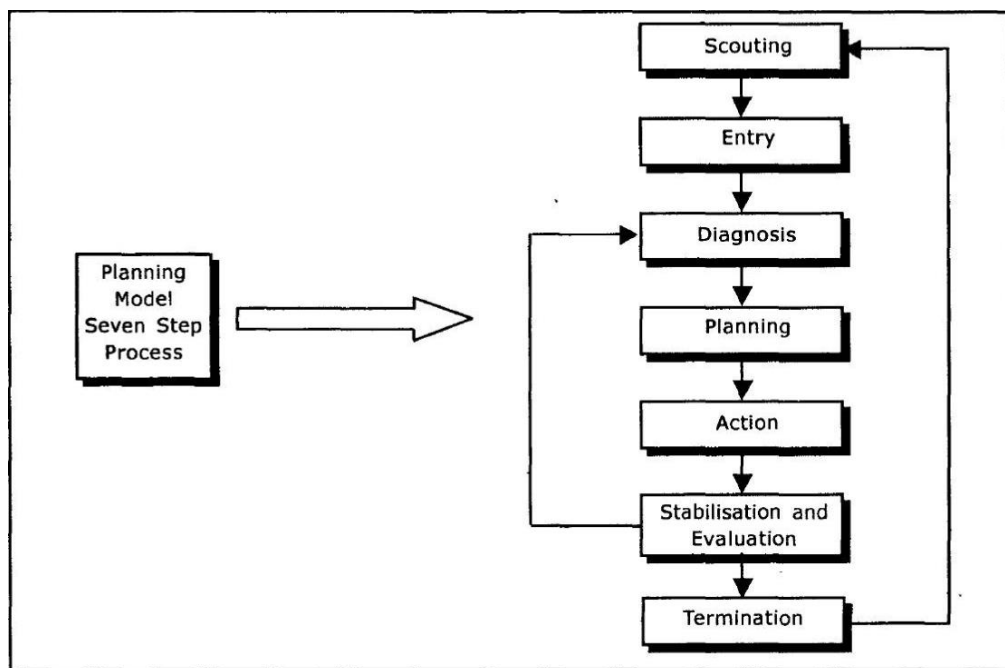 Scouting
Entry
Diagnosis
Planning
Model
Seven Step
Process
Planning
Action
Stabilisation and
Evaluation
Termination